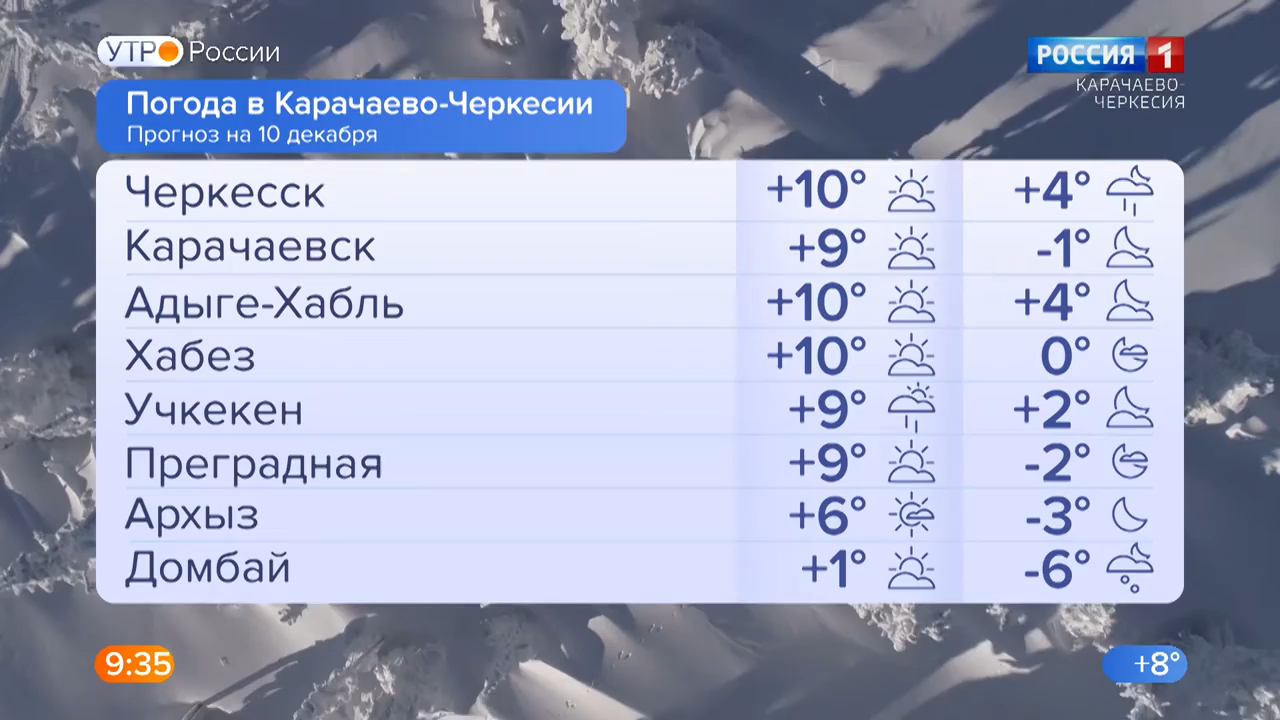 УТРО России
РОССИЯ 1
КАРАЧАЕВО-
ЧЕРКЕСИЯ
Погода в Карачаево-Черкесии
Прогноз на 10 декабря
Черкесск +10° +4°
Карачаевск +9° -1°
Адыге-Хабль +10° +4°
Хабез +10° 0°
Учкекен +9° +2°
Преградная +9° -2°
Архыз +6° -3°
Домбай +1° -6°
9:35 +8°